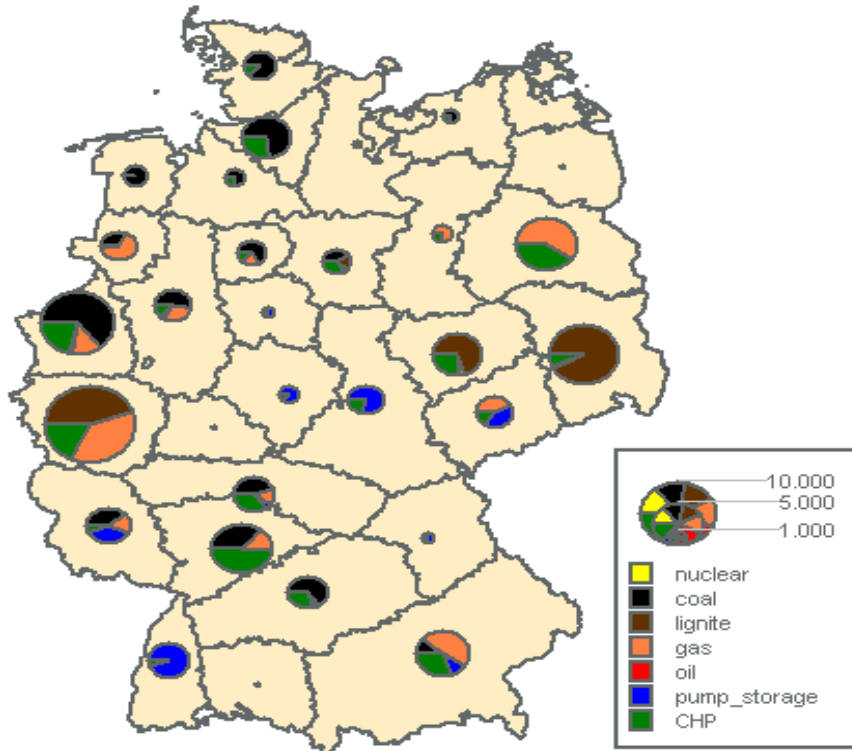 10.000
5.000
1.000
nuclear
coal
lignite
gas
oil
pump_storage
CHP